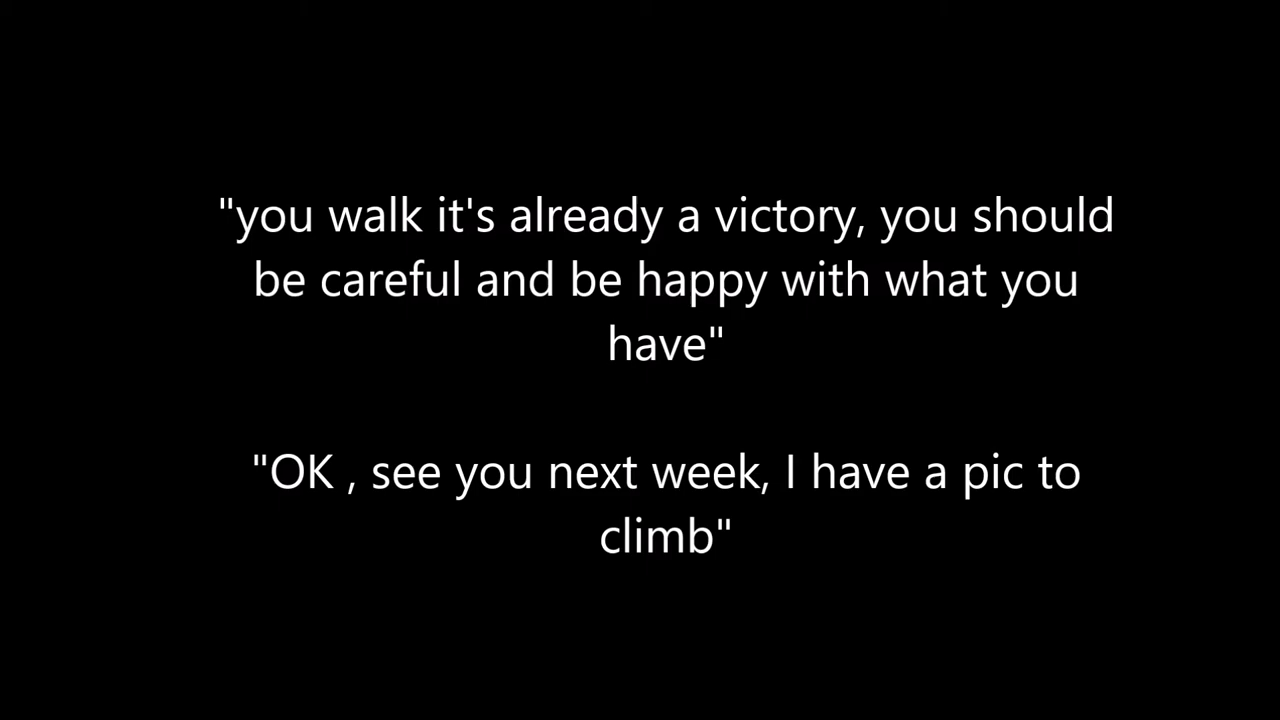 "you walk it's already a victory, you should
be careful and be happy with what you
have"
"OK , see you next week, I have a pic to
climb"